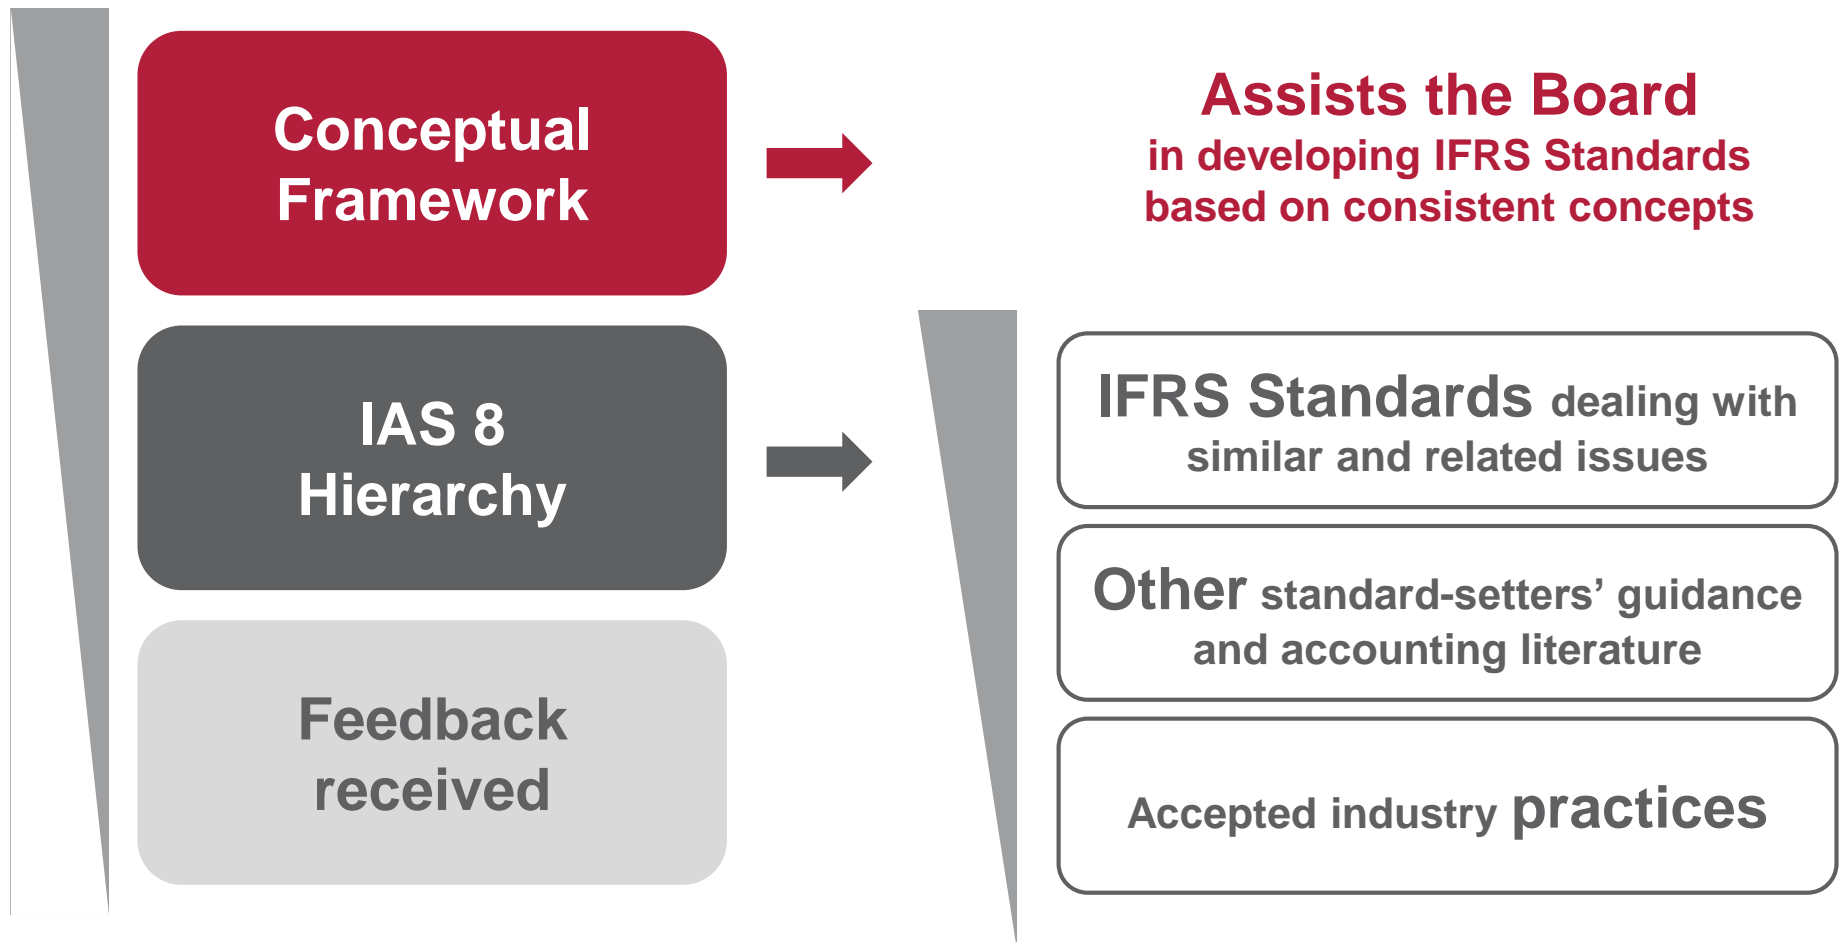 Conceptual
Framework
Assists the Board
in developing IFRS Standards
based on consistent concepts
IAS 8
Hierarchy
IFRS Standards dealing with
similar and related issues
Other standard-setters’ guidance
and accounting literature
Feedback
received
Accepted industry practices